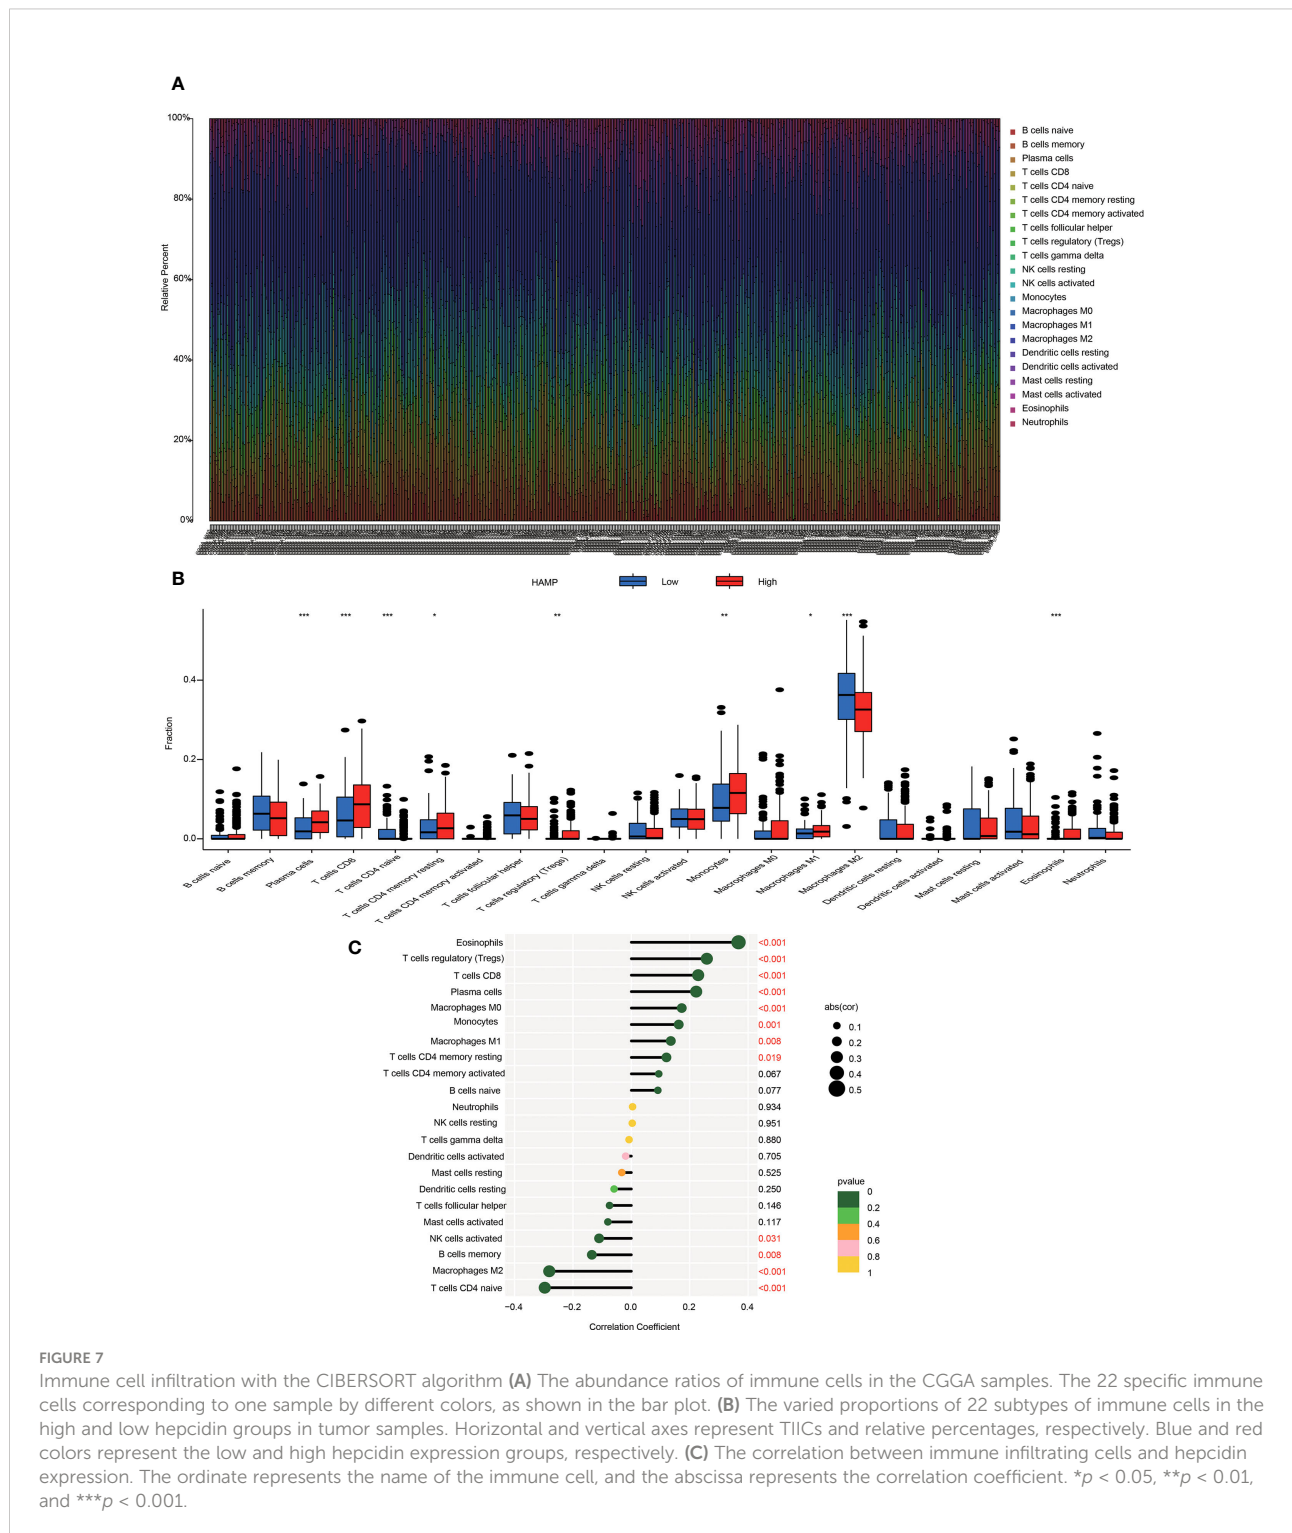 A
100%
80%
60%
40%
20%
0%
Relative Percent
B cells naive
B cells memory
Plasma cells
T cells CD8
T cells CD4 naive
T cells CD4 memory resting
T cells CD4 memory activated
T cells follicular helper
T cells regulatory (Tregs)
T cells gamma delta
NK cells resting
NK cells activated
Monocytes
Macrophages M0
Macrophages M1
Macrophages M2
Dendritic cells resting
Dendritic cells activated
Mast cells resting
Mast cells activated
Eosinophils
Neutrophils
B
HAMP Low High
*** *** *** * ** ** * *** ***
0.4
0.2
0.0
Fraction
B cells naive
B cells memory
Plasma cells
T cells CD8
T cells CD4 naive
T cells CD4 memory resting
T cells CD4 memory activated
T cells follicular helper
T cells regulatory (Tregs)
T cells gamma delta
NK cells resting
NK cells activated
Monocytes
Macrophages M0
Macrophages M1
Macrophages M2
Dendritic cells resting
Dendritic cells activated
Mast cells resting
Mast cells activated
Eosinophils
Neutrophils
C
Eosinophils <0.001
T cells regulatory (Tregs) <0.001
T cells CD8 <0.001
Plasma cells <0.001
Macrophages M0 <0.001
Monocytes 0.001
Macrophages M1 0.008
T cells CD4 memory resting 0.019
T cells CD4 memory activated 0.067
B cells naive 0.077
Neutrophils 0.934
NK cells resting 0.951
T cells gamma delta 0.880
Dendritic cells activated 0.705
Mast cells resting 0.525
Dendritic cells resting 0.250
T cells follicular helper 0.146
Mast cells activated 0.117
NK cells activated 0.031
B cells memory 0.008
Macrophages M2 <0.001
T cells CD4 naive <0.001
−0.4 −0.2 0.0 0.2 0.4
Correlation Coefficient
abs(cor)
0.1
0.2
0.3
0.4
0.5
pvalue
0
0.2
0.4
0.6
0.8
1
FIGURE 7
Immune cell infiltration with the CIBERSORT algorithm (A) The abundance ratios of immune cells in the CGGA samples. The 22 specific immune
cells corresponding to one sample by different colors, as shown in the bar plot. (B) The varied proportions of 22 subtypes of immune cells in the
high and low hepcidin groups in tumor samples. Horizontal and vertical axes represent TIICs and relative percentages, respectively. Blue and red
colors represent the low and high hepcidin expression groups, respectively. (C) The correlation between immune infiltrating cells and hepcidin
expression. The ordinate represents the name of the immune cell, and the abscissa represents the correlation coefficient. *p < 0.05, **p < 0.01,
and ***p < 0.001.